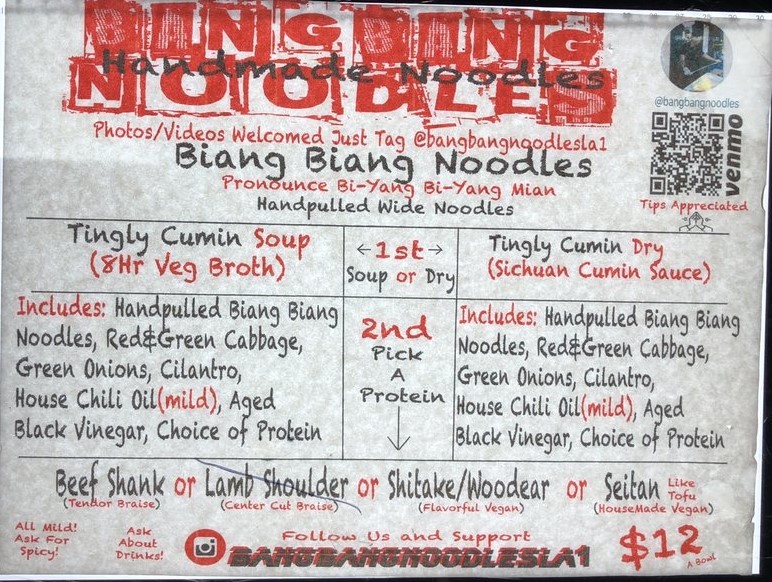 BANGBANG
Handmade Noodles
NOODLES
@bangbangnoodles
venmo
Photos/Videos Welcomed Just Tag @bangbangnoodlesla1
Biang Biang Noodles
Pronounce Bi-Yang Bi-Yang Mian
Handpulled Wide Noodles
Tips Appreciated
Tingly Cumin Soup
(8Hr Veg Broth)
←1st→
Soup or Dry
Tingly Cumin Dry
(Sichuan Cumin Sauce)
Includes: Handpulled Biang Biang
Noodles, Red&Green Cabbage,
Green Onions, Cilantro,
House Chili Oil(mild), Aged
Black Vinegar, Choice of Protein
2nd
Pick
A
Protein
Includes: Handpulled Biang Biang
Noodles, Red&Green Cabbage,
Green Onions, Cilantro,
House Chili Oil(mild), Aged
Black Vinegar, Choice of Protein
Beef Shank or Lamb Shoulder or Shitake/Woodear or Seitan Like Tofu
(Tendor Braise) (Center Cut Braise) (Flavorful Vegan) (HouseMade Vegan)
All Mild!
Ask For
Spicy!
Ask
About
Drinks!
Follow Us and Support
BANGBANGNOODLESLA1
$12
A Bowl